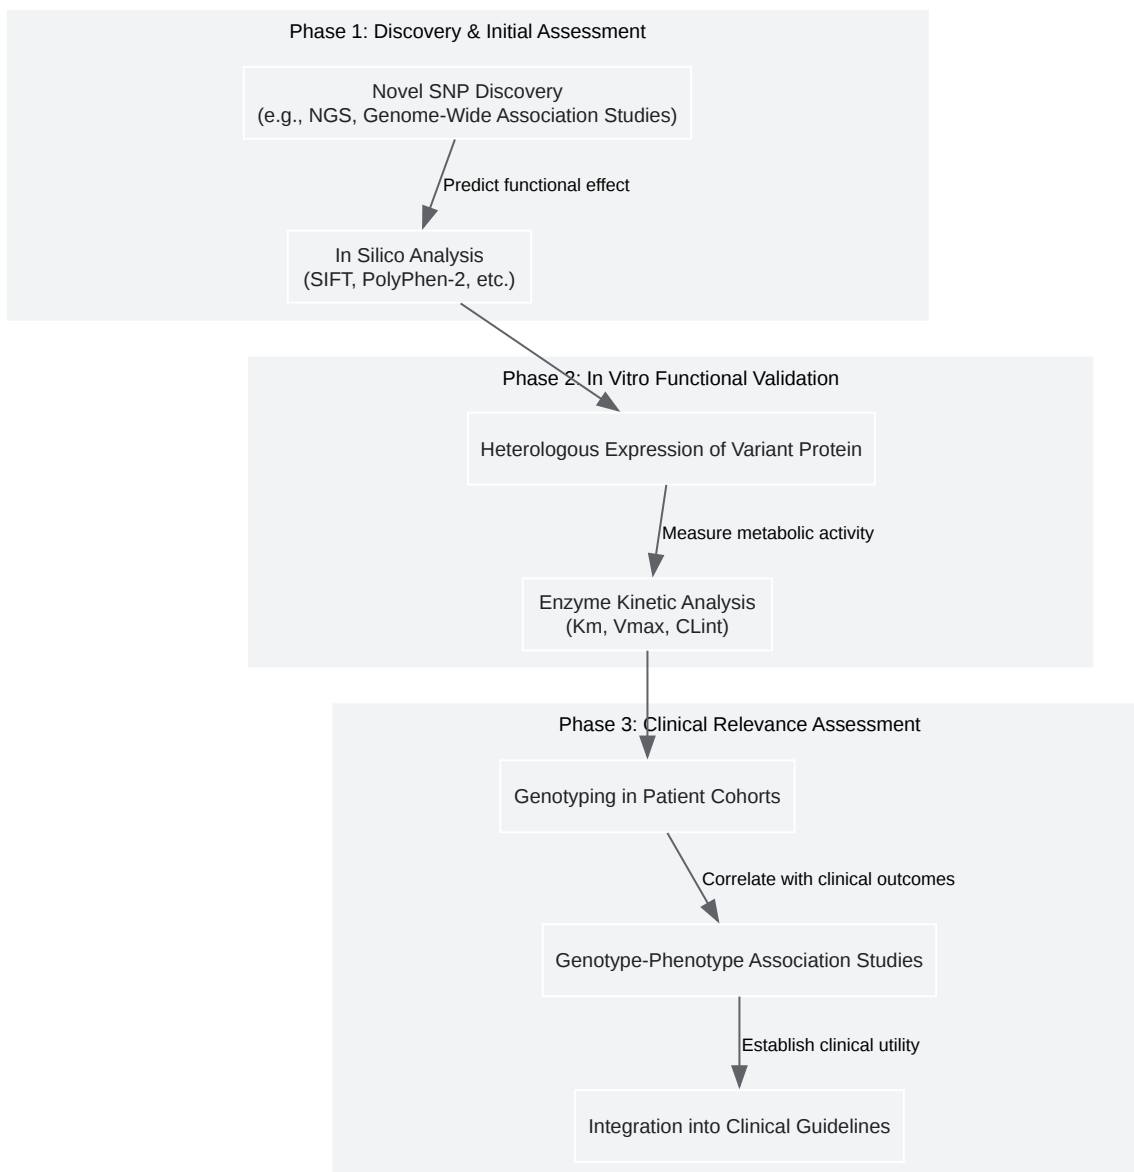 Phase 1: Discovery & Initial Assessment
Novel SNP Discovery
(e.g., NGS, Genome-Wide Association Studies)
Predict functional effect
In Silico Analysis
(SIFT, PolyPhen-2, etc.)
Phase 2: In Vitro Functional Validation
Heterologous Expression of Variant Protein
Measure metabolic activity
Enzyme Kinetic Analysis
(Km, Vmax, CLint)
Phase 3: Clinical Relevance Assessment
Genotyping in Patient Cohorts
Correlate with clinical outcomes
Genotype-Phenotype Association Studies
Establish clinical utility
Integration into Clinical Guidelines